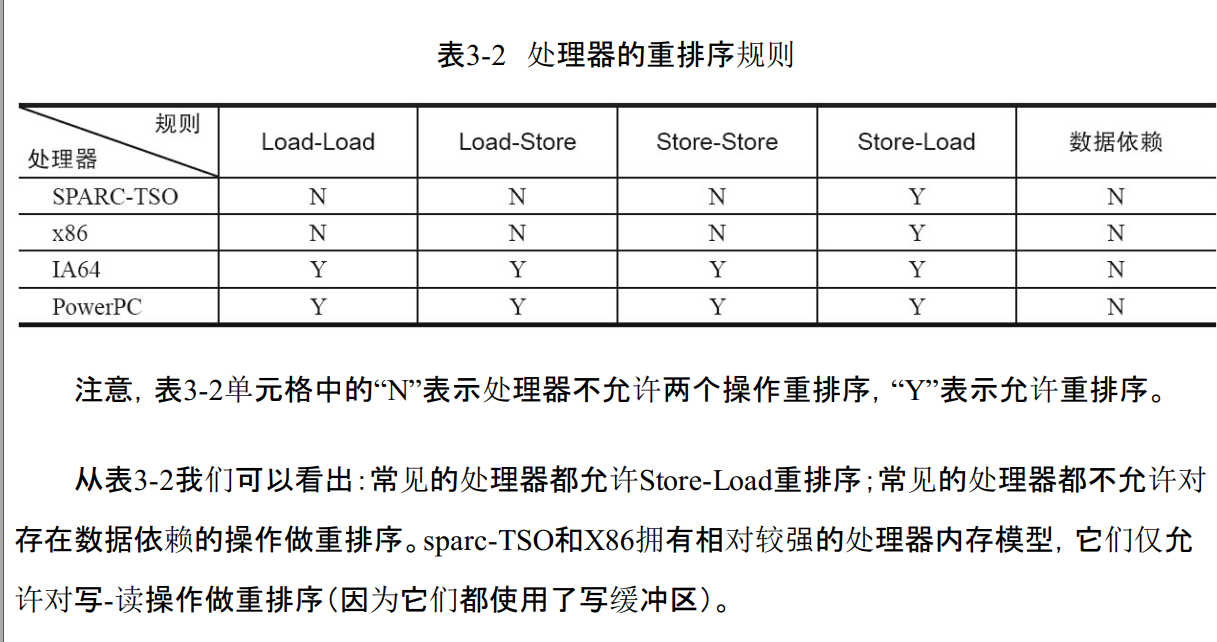 表3-2 处理器的重排序规则
规则
处理器
Load-Load Load-Store Store-Store Store-Load 数据依赖
SPARC-TSO N N N Y N
x86 N N N Y N
IA64 Y Y Y Y N
PowerPC Y Y Y Y N
注意，表3-2单元格中的“N”表示处理器不允许两个操作重排序，“Y”表示允许重排序。
从表3-2我们可以看出：常见的处理器都允许Store-Load重排序；常见的处理器都不允许对
存在数据依赖的操作做重排序。sparc-TSO和X86拥有相对较强的处理器内存模型，它们仅允
许对写-读操作做重排序（因为它们都使用了写缓冲区）。